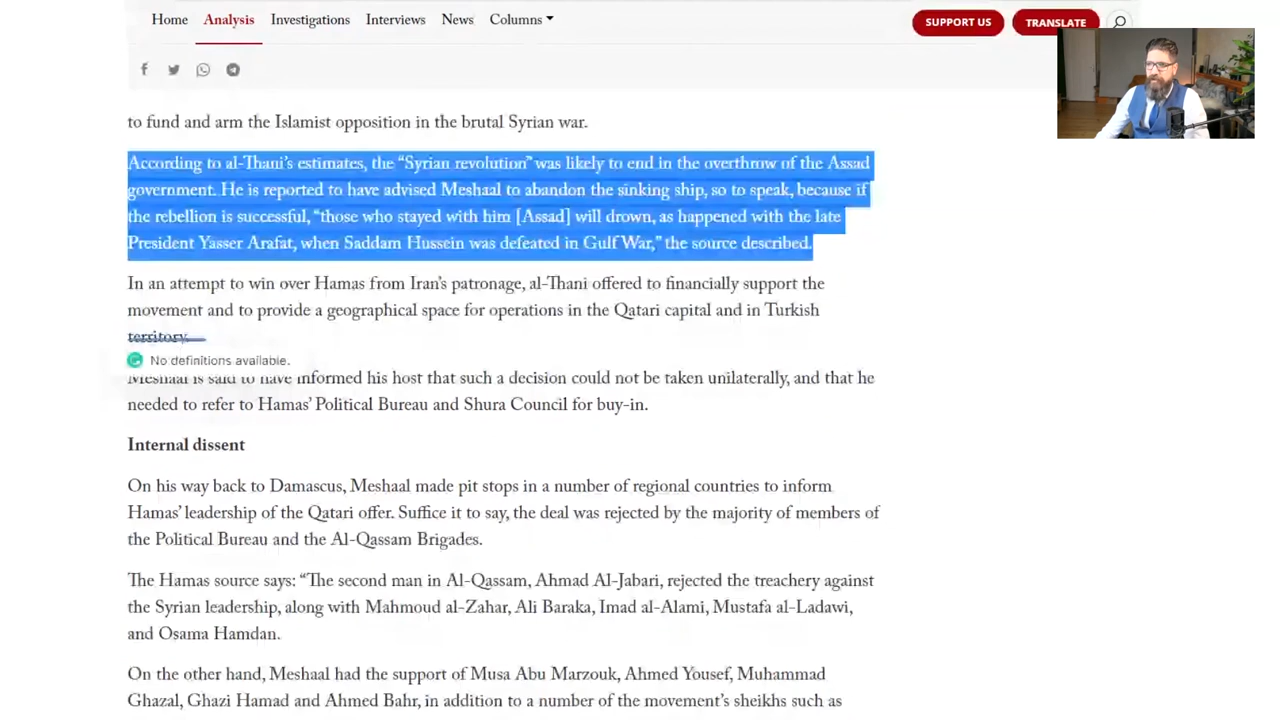 Home Analysis Investigations Interviews News Columns
SUPPORT US TRANSLATE
to fund and arm the Islamist opposition in the brutal Syrian war.
According to al-Thani’s estimates, the “Syrian revolution” was likely to end in the overthrow of the Assad
government. He is reported to have advised Meshaal to abandon the sinking ship, so to speak, because if
the rebellion is successful, “those who stayed with him [Assad] will drown, as happened with the late
President Yasser Arafat, when Saddam Hussein was defeated in Gulf War,” the source described.
In an attempt to win over Hamas from Iran’s patronage, al-Thani offered to financially support the
movement and to provide a geographical space for operations in the Qatari capital and in Turkish
territory.
No definitions available.
Meshaal is said to have informed his host that such a decision could not be taken unilaterally, and that he
needed to refer to Hamas’ Political Bureau and Shura Council for buy-in.
Internal dissent
On his way back to Damascus, Meshaal made pit stops in a number of regional countries to inform
Hamas’ leadership of the Qatari offer. Suffice it to say, the deal was rejected by the majority of members of
the Political Bureau and the Al-Qassam Brigades.
The Hamas source says: “The second man in Al-Qassam, Ahmad Al-Jabari, rejected the treachery against
the Syrian leadership, along with Mahmoud al-Zahar, Ali Baraka, Imad al-Alami, Mustafa al-Ladawi,
and Osama Hamdan.
On the other hand, Meshaal had the support of Musa Abu Marzouk, Ahmed Yousef, Muhammad
Ghazal, Ghazi Hamad and Ahmed Bahr, in addition to a number of the movement’s sheikhs such as